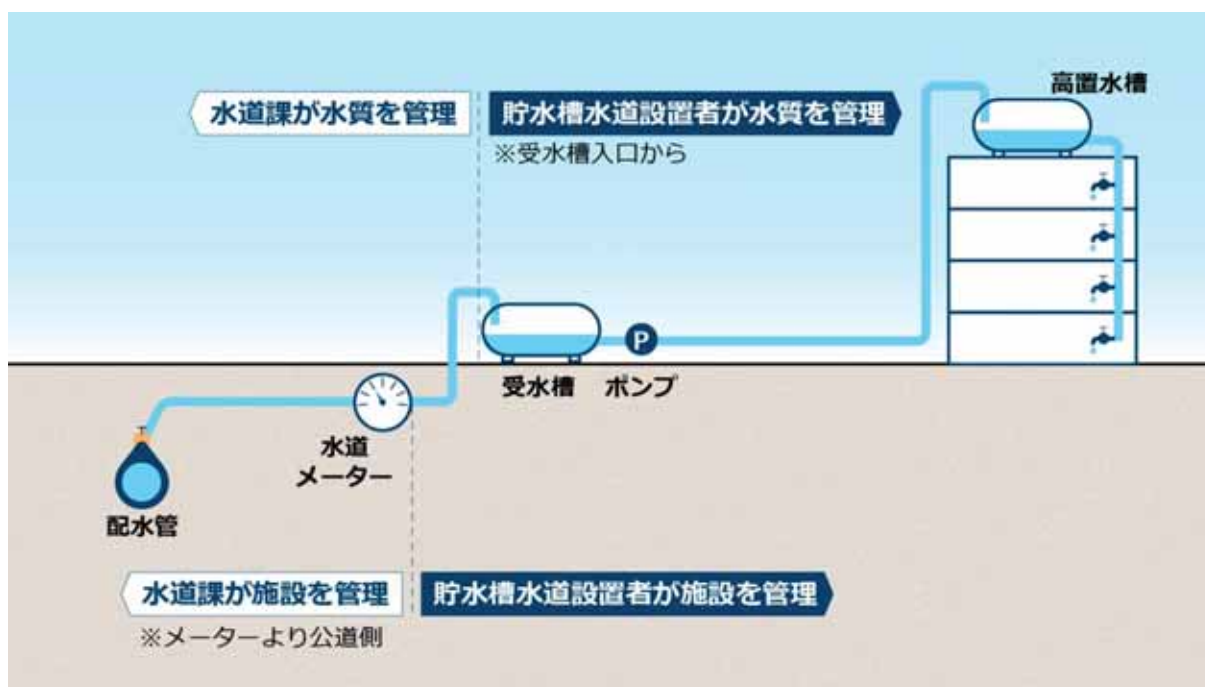 高置水槽
水道課が水質を管理
貯水槽水道設置者が水質を管理
※受水槽入口から
P
受水槽
ポンプ
水道
メーター
配水管
水道課が施設を管理
貯水槽水道設置者が施設を管理
※メーターより公道側